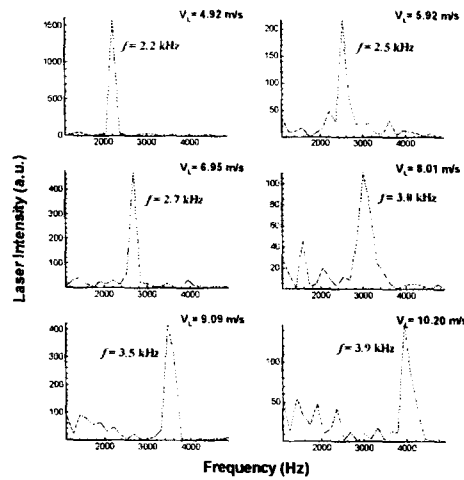 V_L= 4.92 m/s
1500
1000
500
0
f = 2.2 kHz
2000 3000 4000
V_L= 5.92 m/s
200
150
100
50
f = 2.5 kHz
2000 3000 4000
V_L= 6.95 m/s
400
300
200
100
f = 2.7 kHz
2000 3000 4000
V_L= 8.01 m/s
100
80
60
40
20
f = 3.0 kHz
2000 3000 4000
V_L= 9.09 m/s
400
300
200
100
f = 3.5 kHz
2000 3000 4000
V_L= 10.20 m/s
150
100
50
f = 3.9 kHz
2000 3000 4000
Laser Intensity (a.u.)
Frequency (Hz)